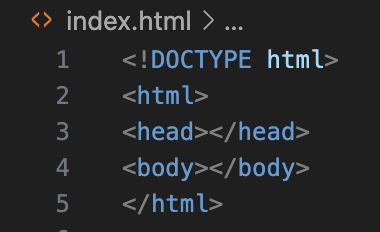 index.html > ...
1 <!DOCTYPE html>
2 <html>
3 <head></head>
4 <body></body>
5 </html>